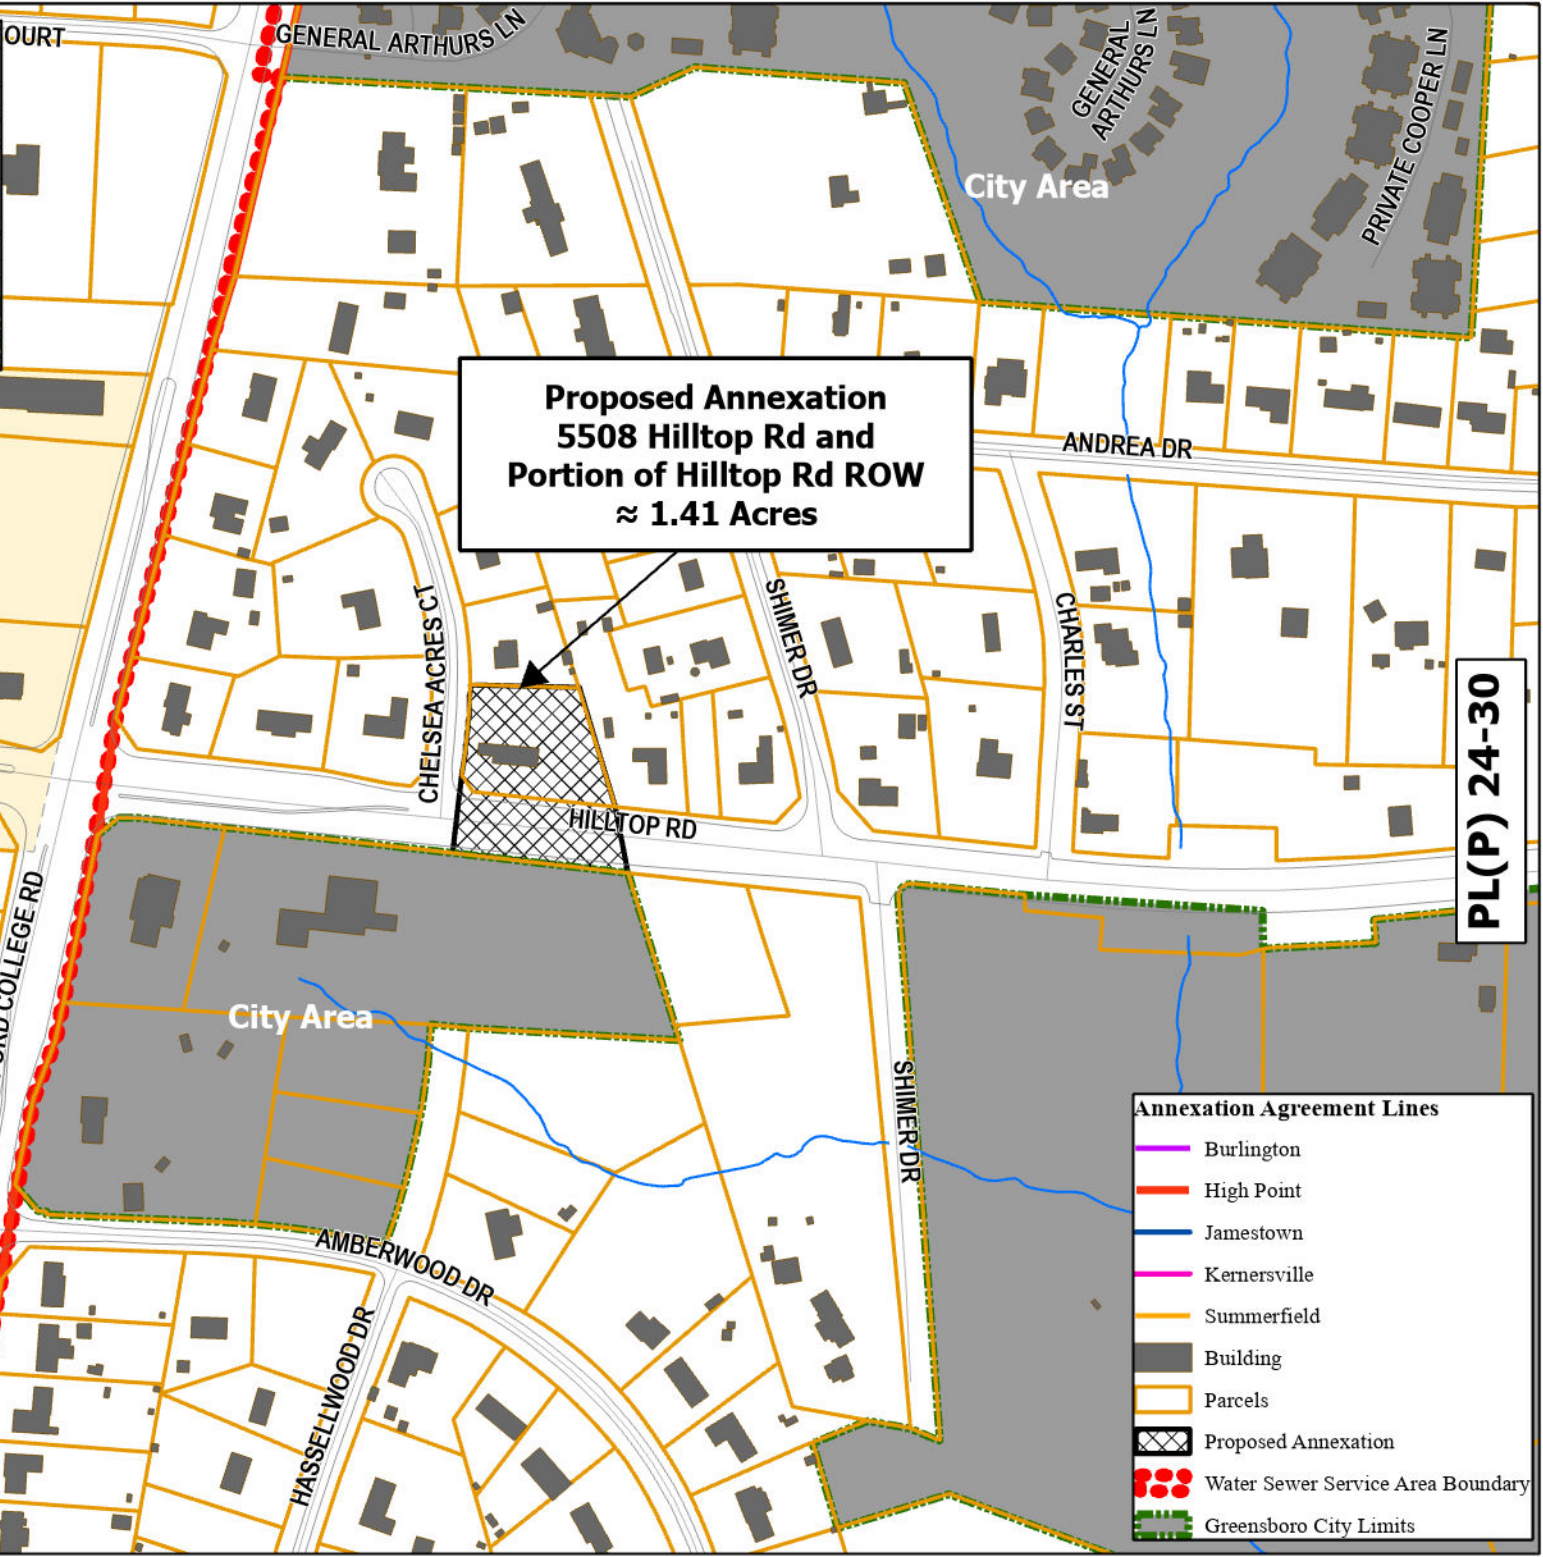 OURT
GENERAL ARTHURS LN
GENERAL
ARTHURS LN
PRIVATE COOPER LN
City Area
Proposed Annexation
5508 Hilltop Rd and
Portion of Hilltop Rd ROW
≈ 1.41 Acres
ANDREA DR
CHELSEA ACRES CT
SHIMER DR
CHARLES ST
HILLTOP RD
PL(P) 24-30
COLLEGE RD
City Area
SHIMER DR
AMBERWOOD DR
HASSELLWOOD DR
Annexation Agreement Lines
Burlington
High Point
Jamestown
Kernersville
Summerfield
Building
Parcels
Proposed Annexation
Water Sewer Service Area Boundary
Greensboro City Limits